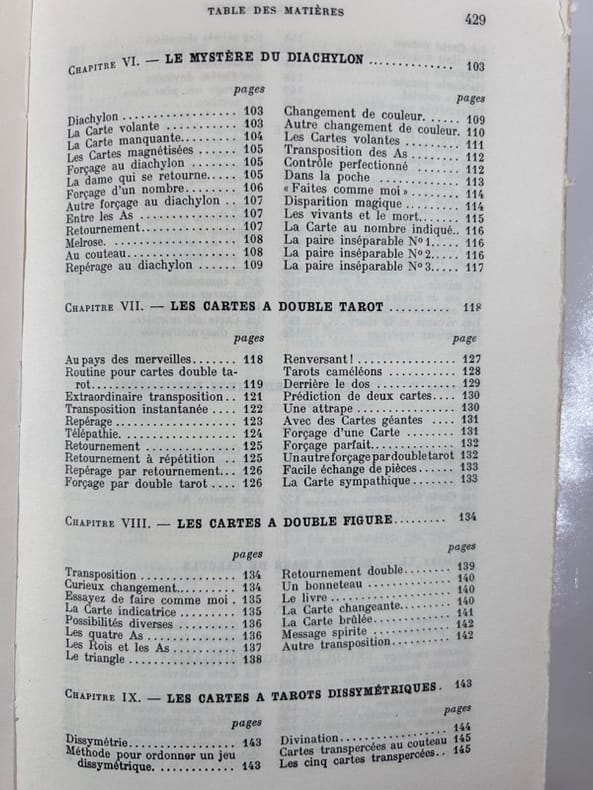 TABLE DES MATIÈRES 429
CHAPITRE VI. — LE MYSTÈRE DU DIACHYLON .............. 103
pages
Diachylon ................. 103
La Carte volante .......... 103
La Carte manquante......... 104
Les Cartes magnétisées ...... 105
Forçage au diachylon ....... 105
La dame qui se retourne..... 105
Forçage d'un nombre........ 106
Autre forçage au diachylon .. 107
Entre les As .............. 107
Retournement.............. 107
Melrose. .................. 108
Au couteau................ 108
Repérage au diachylon ...... 109
pages
Changement de couleur. ..... 109
Autre changement de couleur. 110
Les Cartes volantes ......... 111
Transposition des As ........ 112
Contrôle perfectionné ....... 112
Dans la poche ............. 113
« Faites comme moi » ........ 114
Disparition magique ........ 114
Les vivants et le mort....... 115
La Carte au nombre indiqué.. 116
La paire inséparable Nº 1..... 116
La paire inséparable Nº 2..... 116
La paire inséparable Nº 3..... 117
CHAPITRE VII. — LES CARTES A DOUBLE TAROT .......... 118
pages
Au pays des merveilles....... 118
Routine pour cartes double ta-
rot...................... 119
Extraordinaire transposition.. 121
Transposition instantanée .... 122
Repérage .................. 123
Télépathie. ................ 124
Retournement .............. 125
Retournement à répétition ... 125
Repérage par retournement... 126
Forçage par double tarot .... 126
page
Renversant ! ............... 127
Tarots caméléons ........... 128
Derrière le dos ............. 129
Prédiction de deux cartes.... 130
Une attrape ............... 130
Avec des Cartes géantes .... 131
Forçage d'une Carte ........ 131
Forçage parfait............. 132
Un autre forçage par double tarot 132
Facile échange de pièces...... 133
La Carte sympathique....... 133
CHAPITRE VIII. — LES CARTES A DOUBLE FIGURE......... 134
pages
Transposition .............. 134
Curieux changement......... 134
Essayez de faire comme moi . 135
La Carte indicatrice ......... 135
Possibilités diverses ......... 136
Les quatre As .............. 136
Les Rois et les As........... 137
Le triangle ................. 138
pages
Retournement double........ 139
Un bonneteau .............. 140
Le livre ................... 140
La Carte changeante......... 140
La Carte brûlée............. 141
Message spirite ............. 142
Autre transposition.......... 142
CHAPITRE IX. — LES CARTES A TAROTS DISSYMÉTRIQUES. 143
pages
Dissymétrie................ 143
Méthode pour ordonner un jeu
dissymétrique. ............ 143
pages
Divination................. 144
Cartes transpercées au couteau 145
Les cinq cartes transpercées.. 145